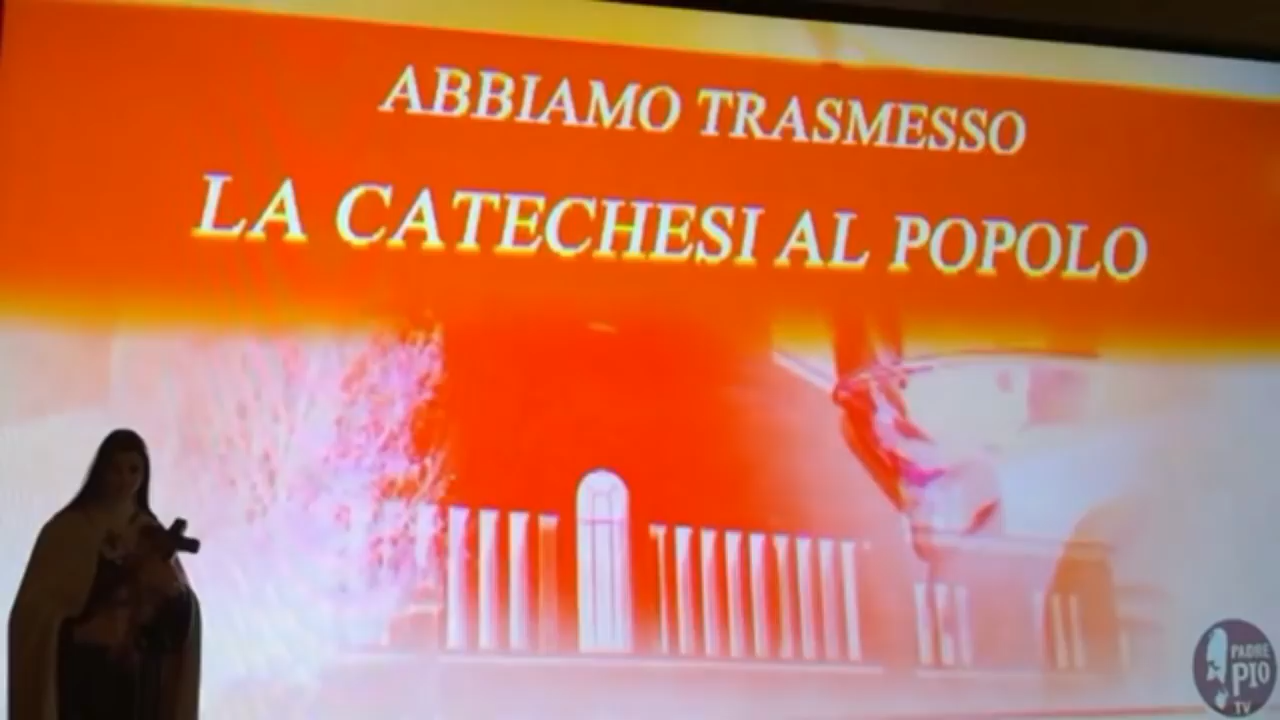 ABBIAMO TRASMESSO
LA CATECHESI AL POPOLO
PADRE
PIO
TV